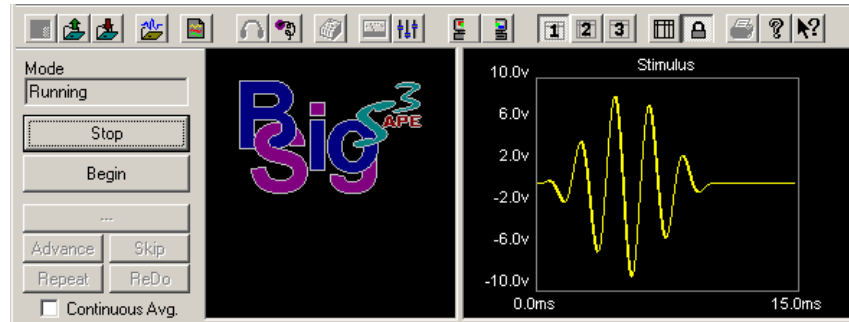 1 2 3
Mode
Running
Stop
Begin
---
Advance Skip
Repeat ReDo
Continuous Avg.
BioSig
3
APE
Stimulus
10.0v
6.0v
2.0v
-2.0v
-6.0v
-10.0v
0.0ms 15.0ms